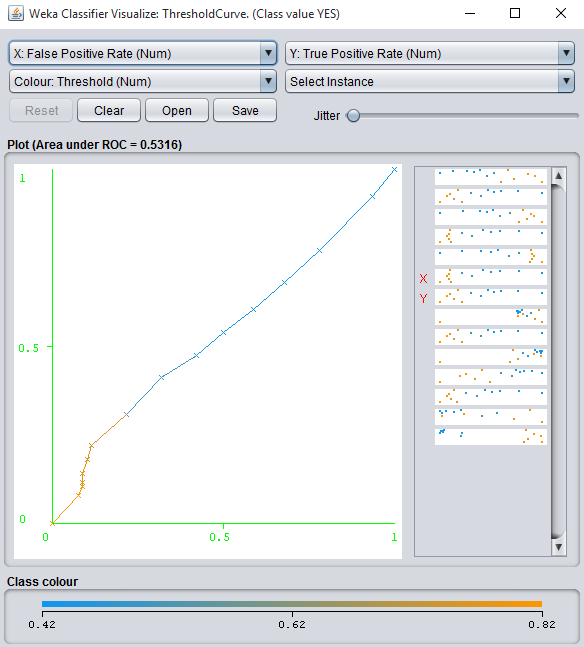 Weka Classifier Visualize: ThresholdCurve. (Class value YES)
X: False Positive Rate (Num) Y: True Positive Rate (Num)
Colour: Threshold (Num) Select Instance
Reset Clear Open Save Jitter
Plot (Area under ROC = 0.5316)
1
X
Y
0.5
0
0 0.5 1
Class colour
0.42 0.62 0.82